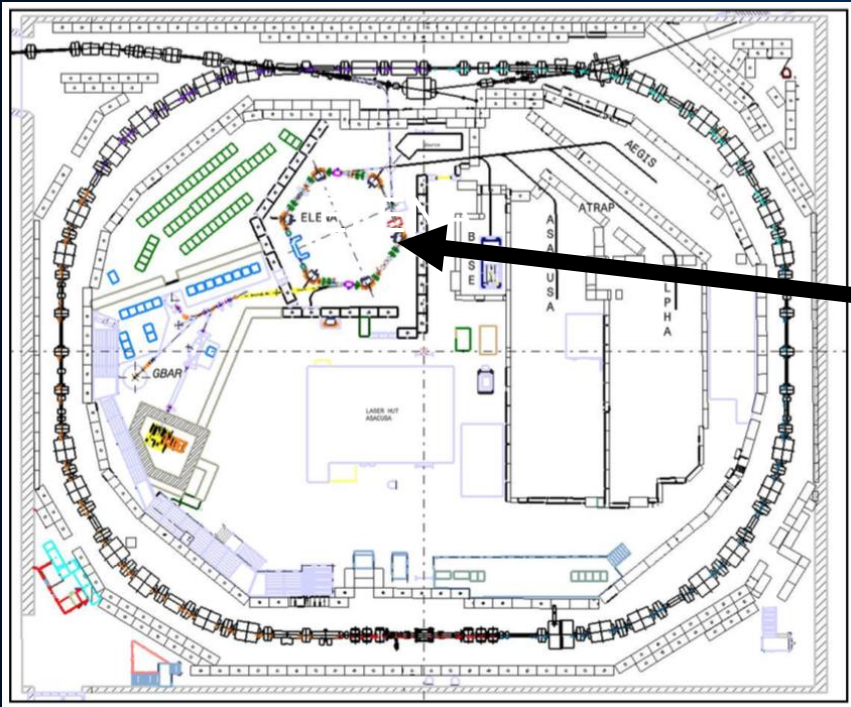 AEGIS
ATRAP
ELENA
BASE
ASACUSA
ALPHA
GBAR
LASER HUT
ASACUSA